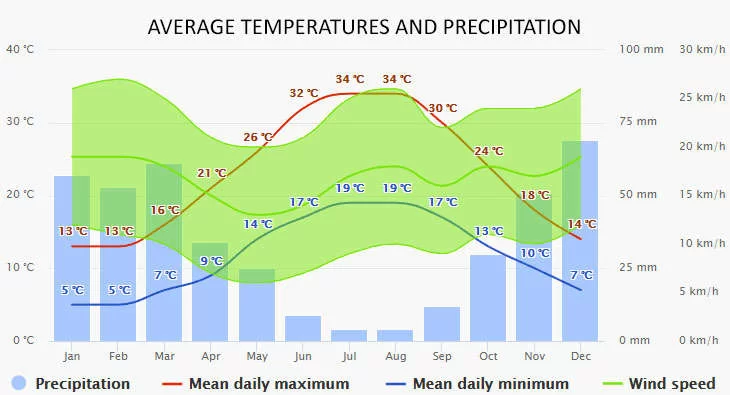 AVERAGE TEMPERATURES AND PRECIPITATION
40 °C 100 mm 30 km/h
34 °C 34 °C
32 °C
25 km/h
30 °C
30 °C 75 mm
26 °C
24 °C
20 km/h
21 °C
20 °C 50 mm 15 km/h
19 °C 19 °C
18 °C
17 °C 17 °C
16 °C
14 °C 14 °C
13 °C 13 °C 13 °C
10 km/h
10 °C
9 °C
10 °C 25 mm
7 °C 7 °C
5 °C 5 °C 5 km/h
0 °C 0 mm 0 km/h
Jan Feb Mar Apr May Jun Jul Aug Sep Oct Nov Dec
Precipitation Mean daily maximum Mean daily minimum Wind speed